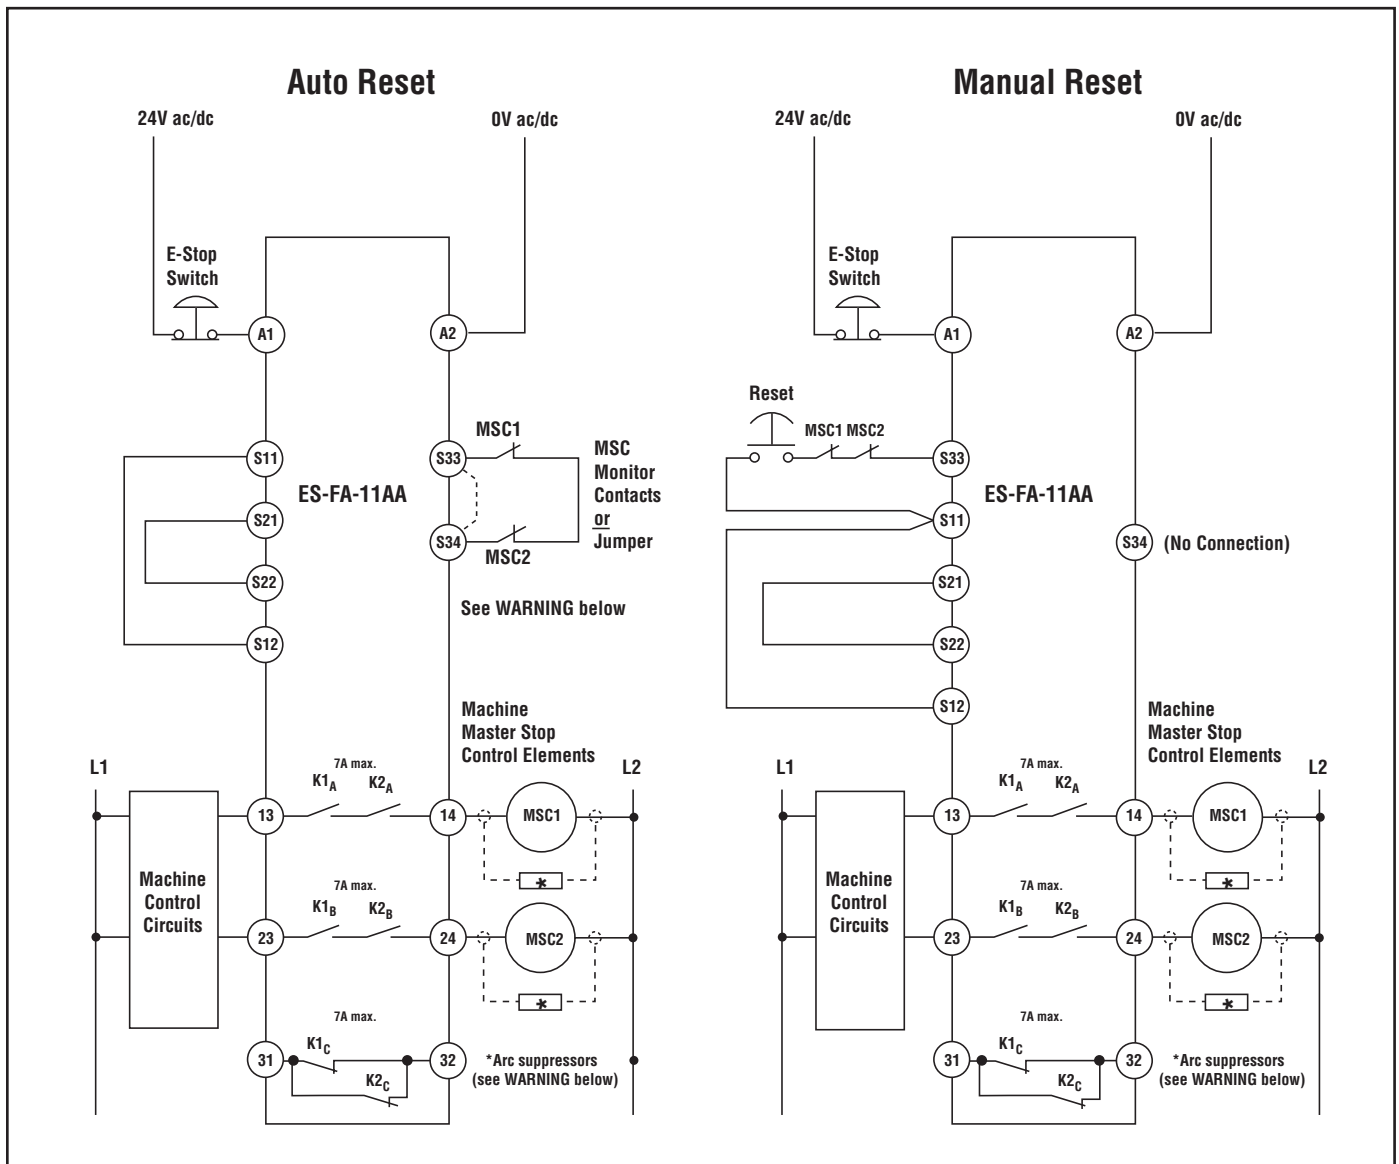 Auto Reset
24V ac/dc
0V ac/dc
E-Stop
Switch
A1
A2
S11
S21
S22
S12
ES-FA-11AA
S33
S34
MSC1
MSC2
MSC
Monitor
Contacts
or
Jumper
See WARNING below
Machine
Master Stop
Control Elements
L1
L2
Machine
Control
Circuits
7A max.
K1A
K2A
13
14
MSC1
*
7A max.
K1B
K2B
23
24
MSC2
*
7A max.
K1C
K2C
31
32
*Arc suppressors
(see WARNING below)
Manual Reset
24V ac/dc
0V ac/dc
E-Stop
Switch
A1
A2
Reset
MSC1 MSC2
S33
S11
S21
S22
S12
ES-FA-11AA
S34
(No Connection)
Machine
Master Stop
Control Elements
L1
L2
Machine
Control
Circuits
7A max.
K1A
K2A
13
14
MSC1
*
7A max.
K1B
K2B
23
24
MSC2
*
7A max.
K1C
K2C
31
32
*Arc suppressors
(see WARNING below)